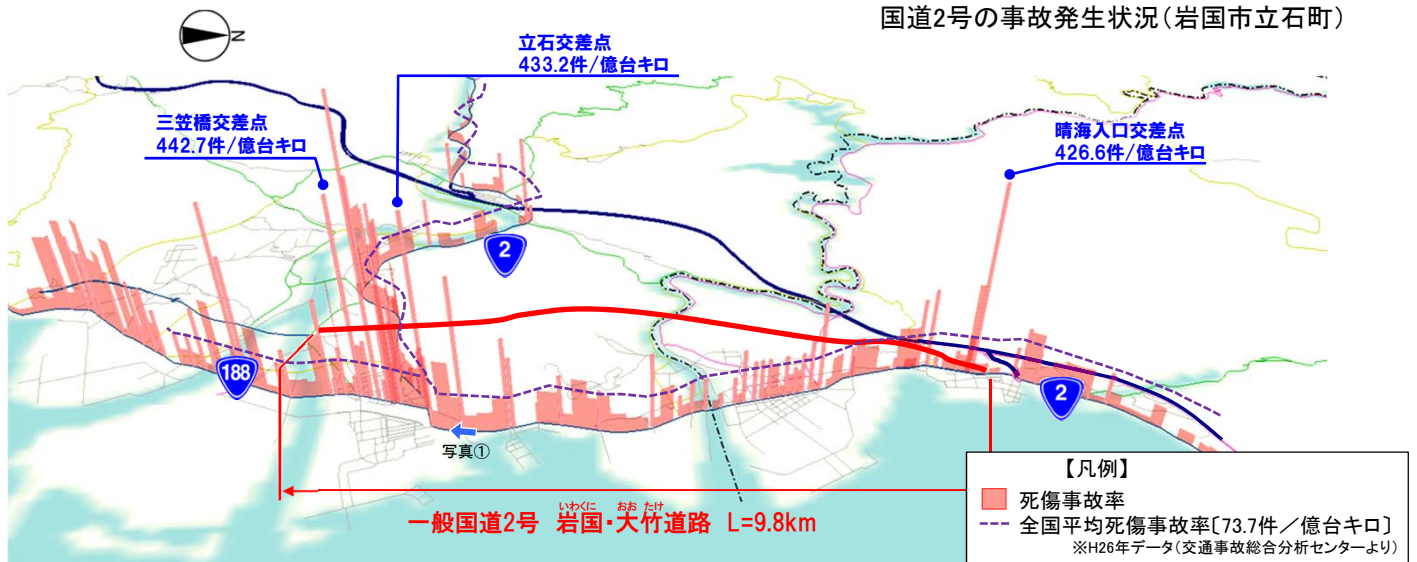 国道2号の事故発生状況(岩国市立石町)
N
立石交差点
433.2件/億台キロ
三笠橋交差点
442.7件/億台キロ
晴海入口交差点
426.6件/億台キロ
2
188
2
写真①
いわくに おおたけ
一般国道2号 岩国・大竹道路 L=9.8km
【凡例】
死傷事故率
全国平均死傷事故率〔73.7件/億台キロ〕
※H26年データ(交通事故総合分析センターより)